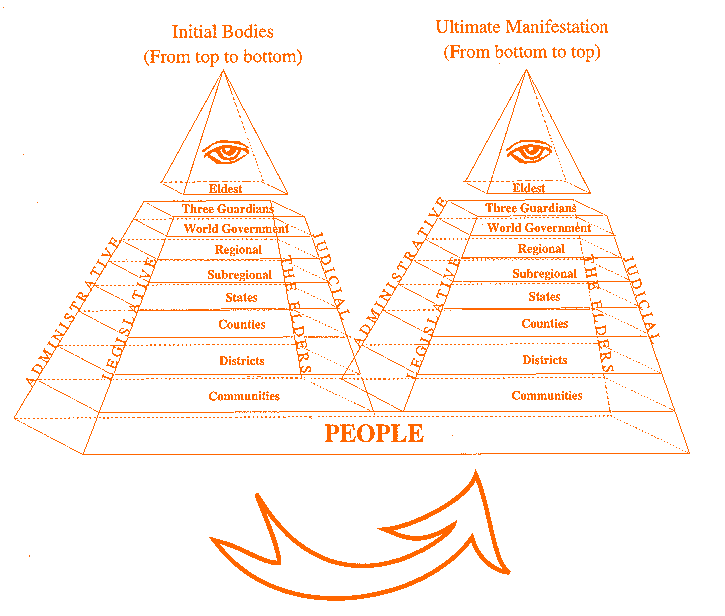 Initial Bodies
(From top to bottom)
Eldest
Three Guardians
World Government
Regional
Subregional
States
Counties
Districts
Communities
ADMINISTRATIVE
LEGISLATIVE
THE ELDERS
JUDICIAL
Ultimate Manifestation
(From bottom to top)
Eldest
Three Guardians
World Government
Regional
Subregional
States
Counties
Districts
Communities
ADMINISTRATIVE
LEGISLATIVE
THE ELDERS
JUDICIAL
PEOPLE